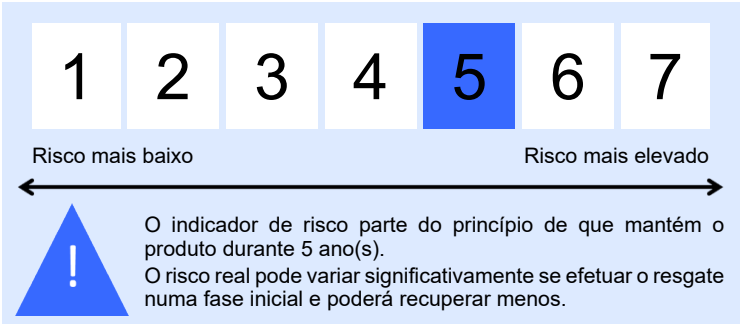 1 2 3 4 5 6 7
Risco mais baixo Risco mais elevado
! O indicador de risco parte do princípio de que mantém o
produto durante 5 ano(s).
O risco real pode variar significativamente se efetuar o resgate
numa fase inicial e poderá recuperar menos.